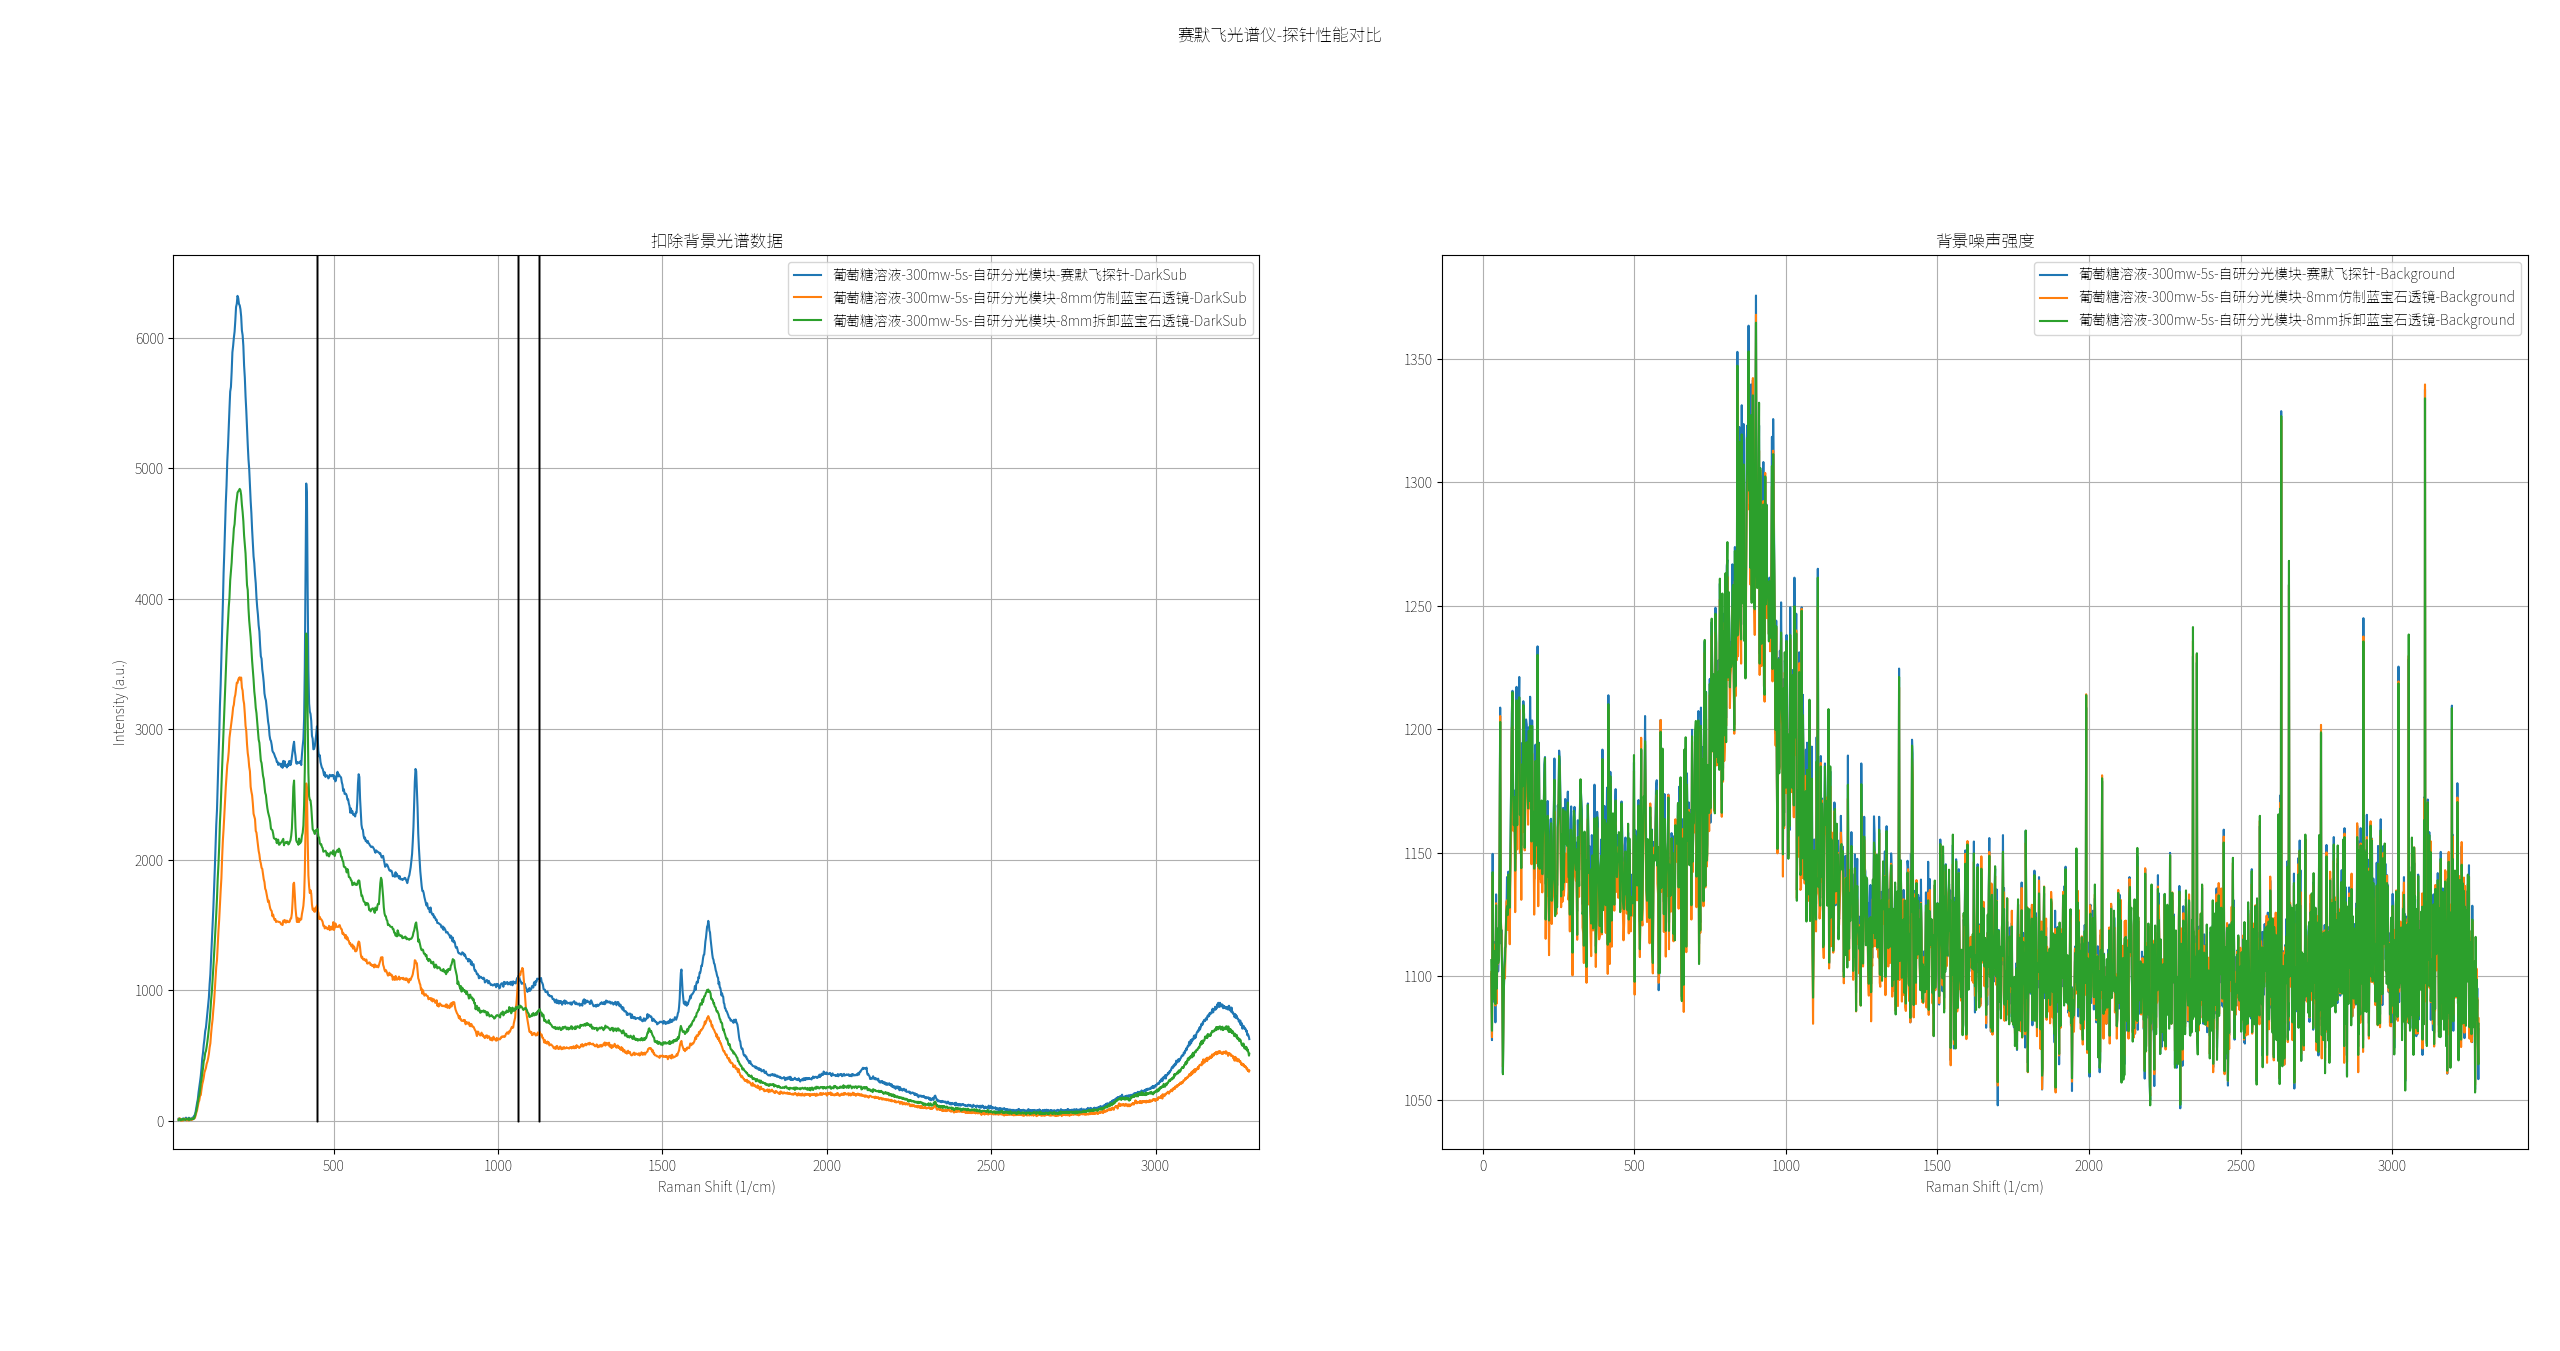 赛默飞光谱仪-探针性能对比
扣除背景光谱数据
葡萄糖溶液-300mw-5s-自研分光模块-赛默飞探针-DarkSub
葡萄糖溶液-300mw-5s-自研分光模块-8mm仿制蓝宝石透镜-DarkSub
葡萄糖溶液-300mw-5s-自研分光模块-8mm拆卸蓝宝石透镜-DarkSub
6000
5000
4000
3000
2000
1000
0
Intensity (a.u.)
500
1000
1500
2000
2500
3000
Raman Shift (1/cm)
背景噪声强度
葡萄糖溶液-300mw-5s-自研分光模块-赛默飞探针-Background
葡萄糖溶液-300mw-5s-自研分光模块-8mm仿制蓝宝石透镜-Background
葡萄糖溶液-300mw-5s-自研分光模块-8mm拆卸蓝宝石透镜-Background
1350
1300
1250
1200
1150
1100
1050
0
500
1000
1500
2000
2500
3000
Raman Shift (1/cm)